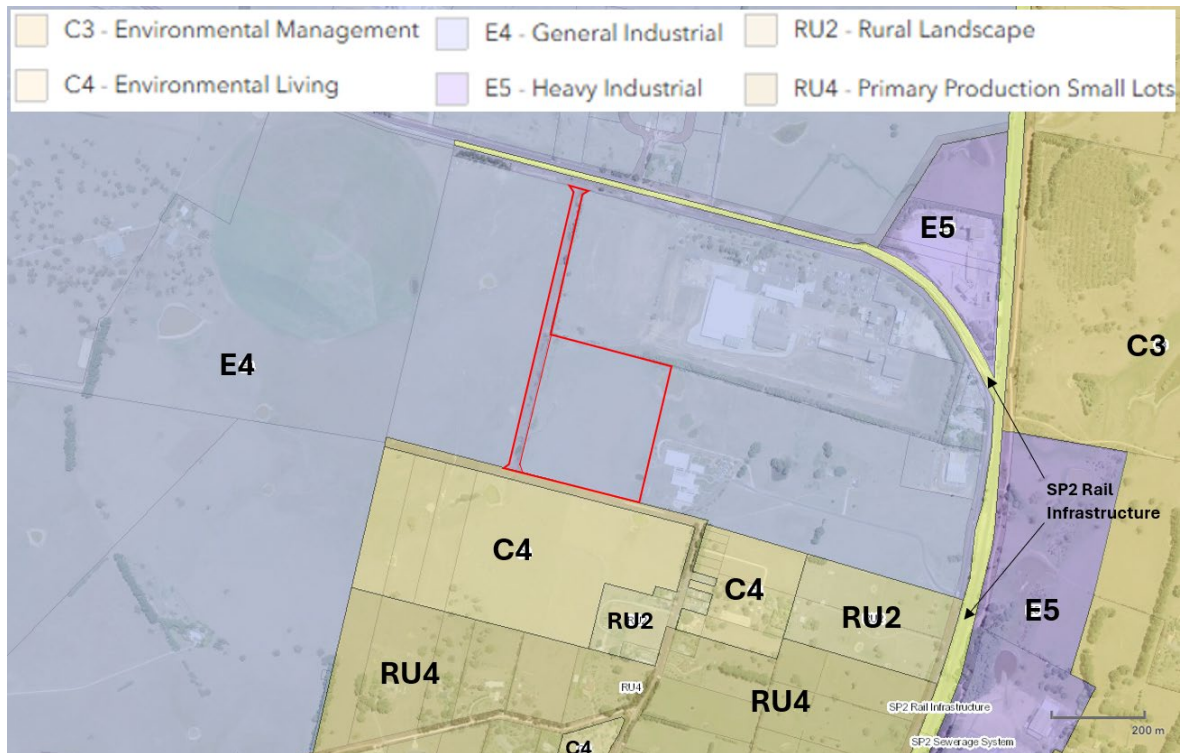 C3 - Environmental Management
E4 - General Industrial
RU2 - Rural Landscape
C4 - Environmental Living
E5 - Heavy Industrial
RU4 - Primary Production Small Lots
E5
C3
E4
SP2 Rail
Infrastructure
C4
C4
E5
RU2
RU2
RU4
RU4
RU4
SP2 Rail Infrastructure
200 m
SP2 Sewerage System
C4